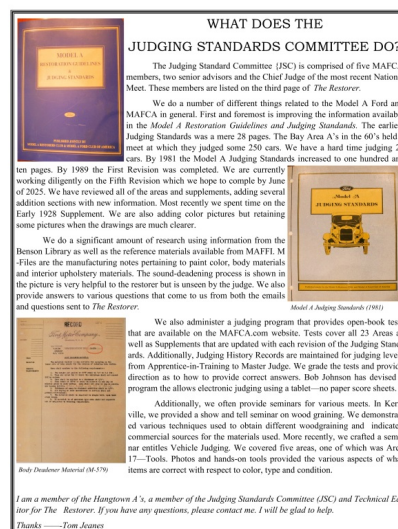 WHAT DOES THE
JUDGING STANDARDS COMMITTEE DO?
MODEL A
RESTORATION GUIDELINES
&
JUDGING STANDARDS
The Judging Standard Committee {JSC) is comprised of five MAFC
members, two senior advisors and the Chief Judge of the most recent Nation
Meet. These members are listed on the third page of The Restorer.
We do a number of different things related to the Model A Ford an
MAFCA in general. First and foremost is improving the information availab
in the Model A Restoration Guidelines and Judging Standards. The earlie
Judging Standards was a mere 28 pages. The Bay Area A's in the 60's held
meet at which they judged some 250 cars. We have a hard time judging 2
cars. By 1981 the Model A Judging Standards increased to one hundred an
ten pages. By 1989 the First Revision was completed. We are currently
working diligently on the Fifth Revision which we hope to comple by June
of 2025. We have reviewed all of the areas and supplements, adding several
addition sections with new information. Most recently we spent time on the
Early 1928 Supplement. We are also adding color pictures but retaining
some pictures when the drawings are much clearer.
We do a significant amount of research using information from the
Benson Library as well as the reference materials available from MAFFI. M
-Files are the manufacturing notes pertaining to paint color, body materials
and interior upholstery materials. The sound-deadening process is shown in
the picture is very helpful to the restorer but is unseen by the judge. We also
provide answers to various questions that come to us from both the emails
and questions sent to The Restorer.
Model A
JUDGING STANDARDS
Model A Judging Standards (1981)
RECORD
Ford Motor Company
We also administer a judging program that provides open-book tes
that are available on the MAFCA.com website. Tests cover all 23 Areas a
well as Supplements that are updated with each revision of the Judging Stand
ards. Additionally, Judging History Records are maintained for judging leve
from Apprentice-in-Training to Master Judge. We grade the tests and provid
direction as to how to provide correct answers. Bob Johnson has devised
program the allows electronic judging using a tablet—no paper score sheets.
Additionally, we often provide seminars for various meets. In Kerr
ville, we provided a show and tell seminar on wood graining. We demonstra
ed various techniques used to obtain different woodgraining and indicate
commercial sources for the materials used. More recently, we crafted a sem
nar entitles Vehicle Judging. We covered five areas, one of which was Are
17—Tools. Photos and hands-on tools provided the various aspects of wha
items are correct with respect to color, type and condition.
Body Deadener Material (M-579)
I am a member of the Hangtown A's, a member of the Judging Standards Committee (JSC) and Technical Ed
itor for The Restorer. If you have any questions, please contact me. I will be glad to help.
Thanks ——-Tom Jeanes